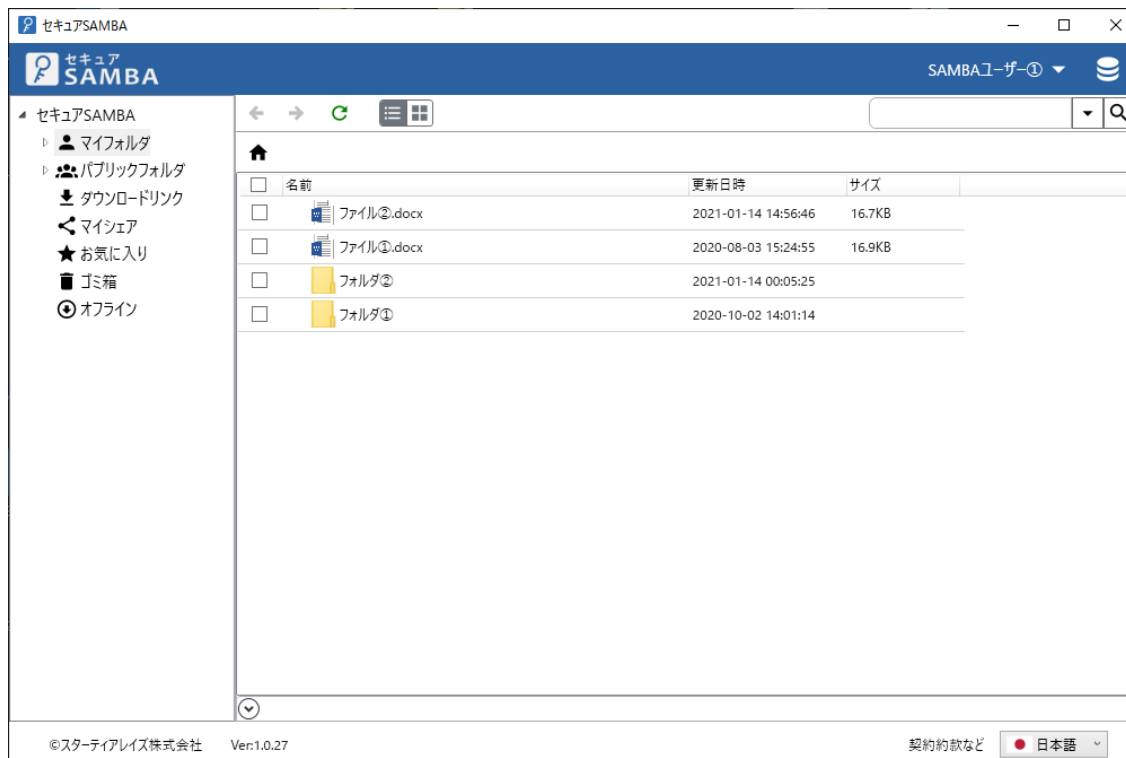 セキュアSAMBA
セキュア
SAMBA
SAMBAユーザー①
セキュアSAMBA
マイフォルダ
パブリックフォルダ
ダウンロードリンク
マイシェア
お気に入り
ゴミ箱
オフライン
名前 更新日時 サイズ
ファイル②.docx 2021-01-14 14:56:46 16.7KB
ファイル①.docx 2020-08-03 15:24:55 16.9KB
フォルダ② 2021-01-14 00:05:25
フォルダ① 2020-10-02 14:01:14
©スターティアレイズ株式会社 Ver:1.0.27 契約約款など 日本語